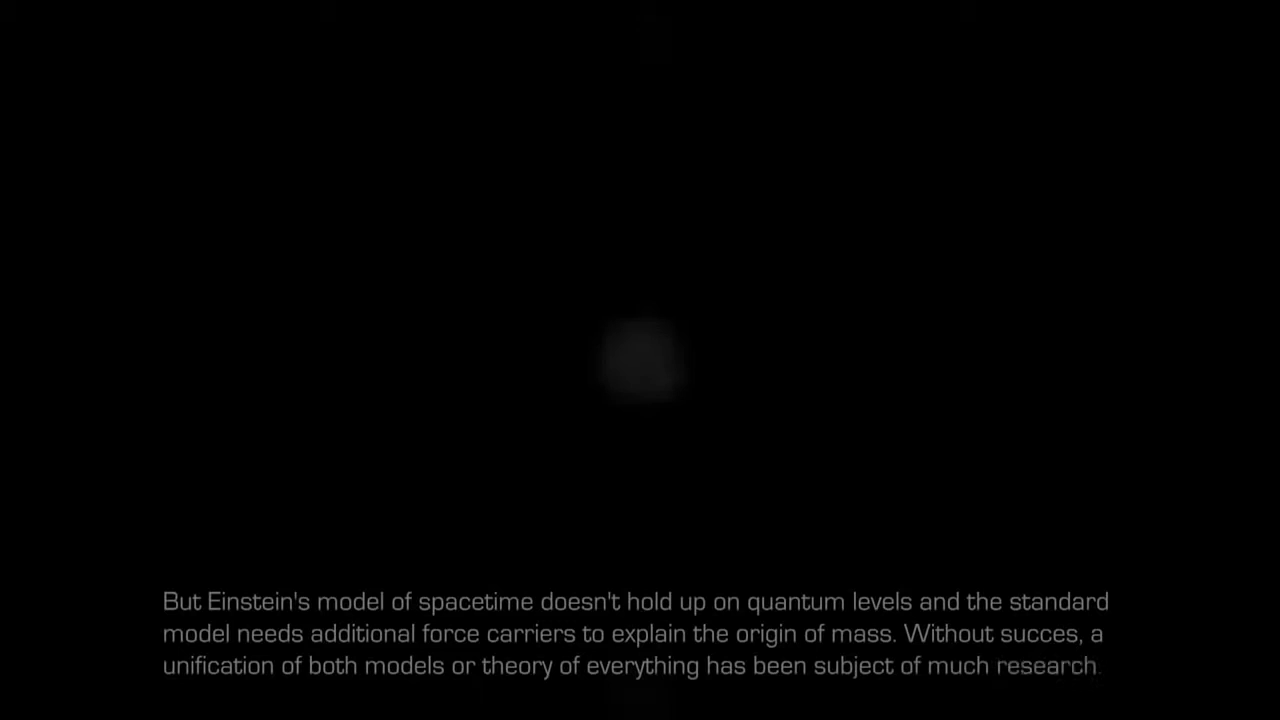 But Einstein's model of spacetime doesn't hold up on quantum levels and the standard
model needs additional force carriers to explain the origin of mass. Without succes, a
unification of both models or theory of everything has been subject of much research.